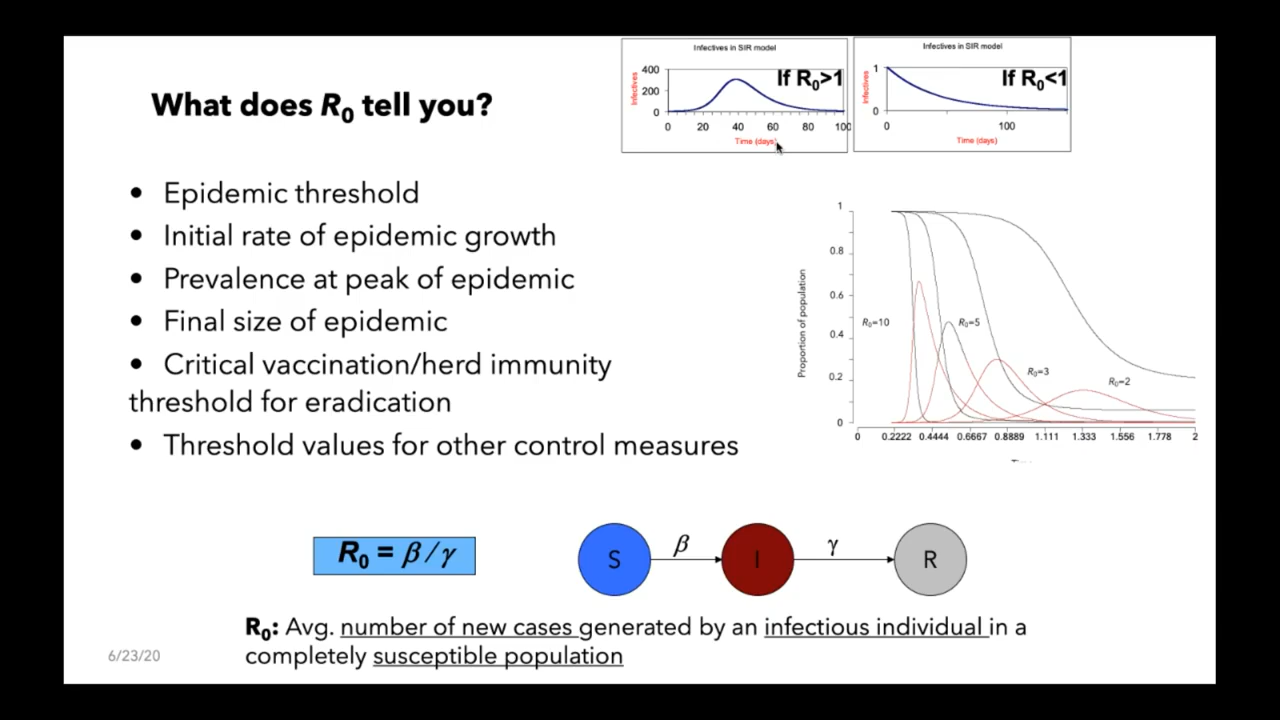 What does R0 tell you?
Infectives in SIR model
If R0>1
Infectives
400
200
0
0 20 40 60 80 100
Time (days)
Infectives in SIR model
If R0<1
Infectives
1
0
0 100
Time (days)
• Epidemic threshold
• Initial rate of epidemic growth
• Prevalence at peak of epidemic
• Final size of epidemic
• Critical vaccination/herd immunity
threshold for eradication
• Threshold values for other control measures
Proportion of population
1
0.8
0.6
0.4
0.2
0
R0=10
R0=5
R0=3
R0=2
0 0.2222 0.4444 0.6667 0.8889 1.111 1.333 1.556 1.778 2
R0 = β/γ
S β I γ R
R0: Avg. number of new cases generated by an infectious individual in a
completely susceptible population
6/23/20